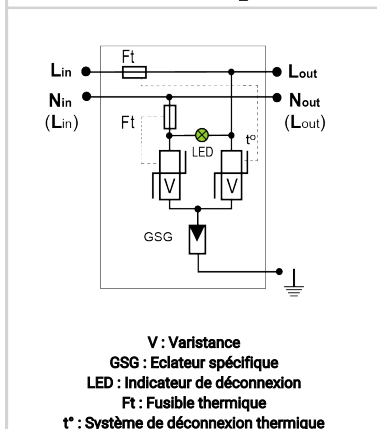 Ft
Lin Lout
Nin Nout
(Lin) Ft (Lout)
t°
LED
V V
GSG
V : Varistance
GSG : Eclateur spécifique
LED : Indicateur de déconnexion
Ft : Fusible thermique
t° : Système de déconnexion thermique